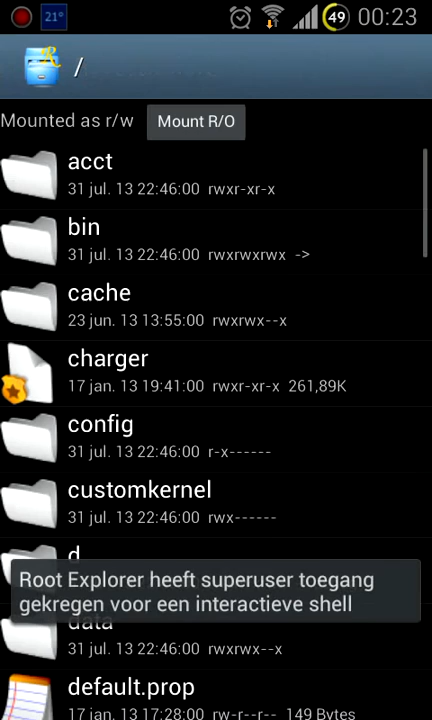 21°
49
00:23
/
Mounted as r/w
Mount R/O
acct
31 jul. 13 22:46:00 rwxr-xr-x
bin
31 jul. 13 22:46:00 rwxrwxrwx ->
cache
23 jun. 13 13:55:00 rwxrwx--x
charger
17 jan. 13 19:41:00 rwxr-xr-x 261,89K
config
31 jul. 13 22:46:00 r-x------
customkernel
31 jul. 13 22:46:00 rwx------
d
Root Explorer heeft superuser toegang
gekregen voor een interactieve shell
data
31 jul. 13 22:46:00 rwxrwx--x
default.prop
17 jan. 13 17:28:00 rw-r--r-- 149 Bytes